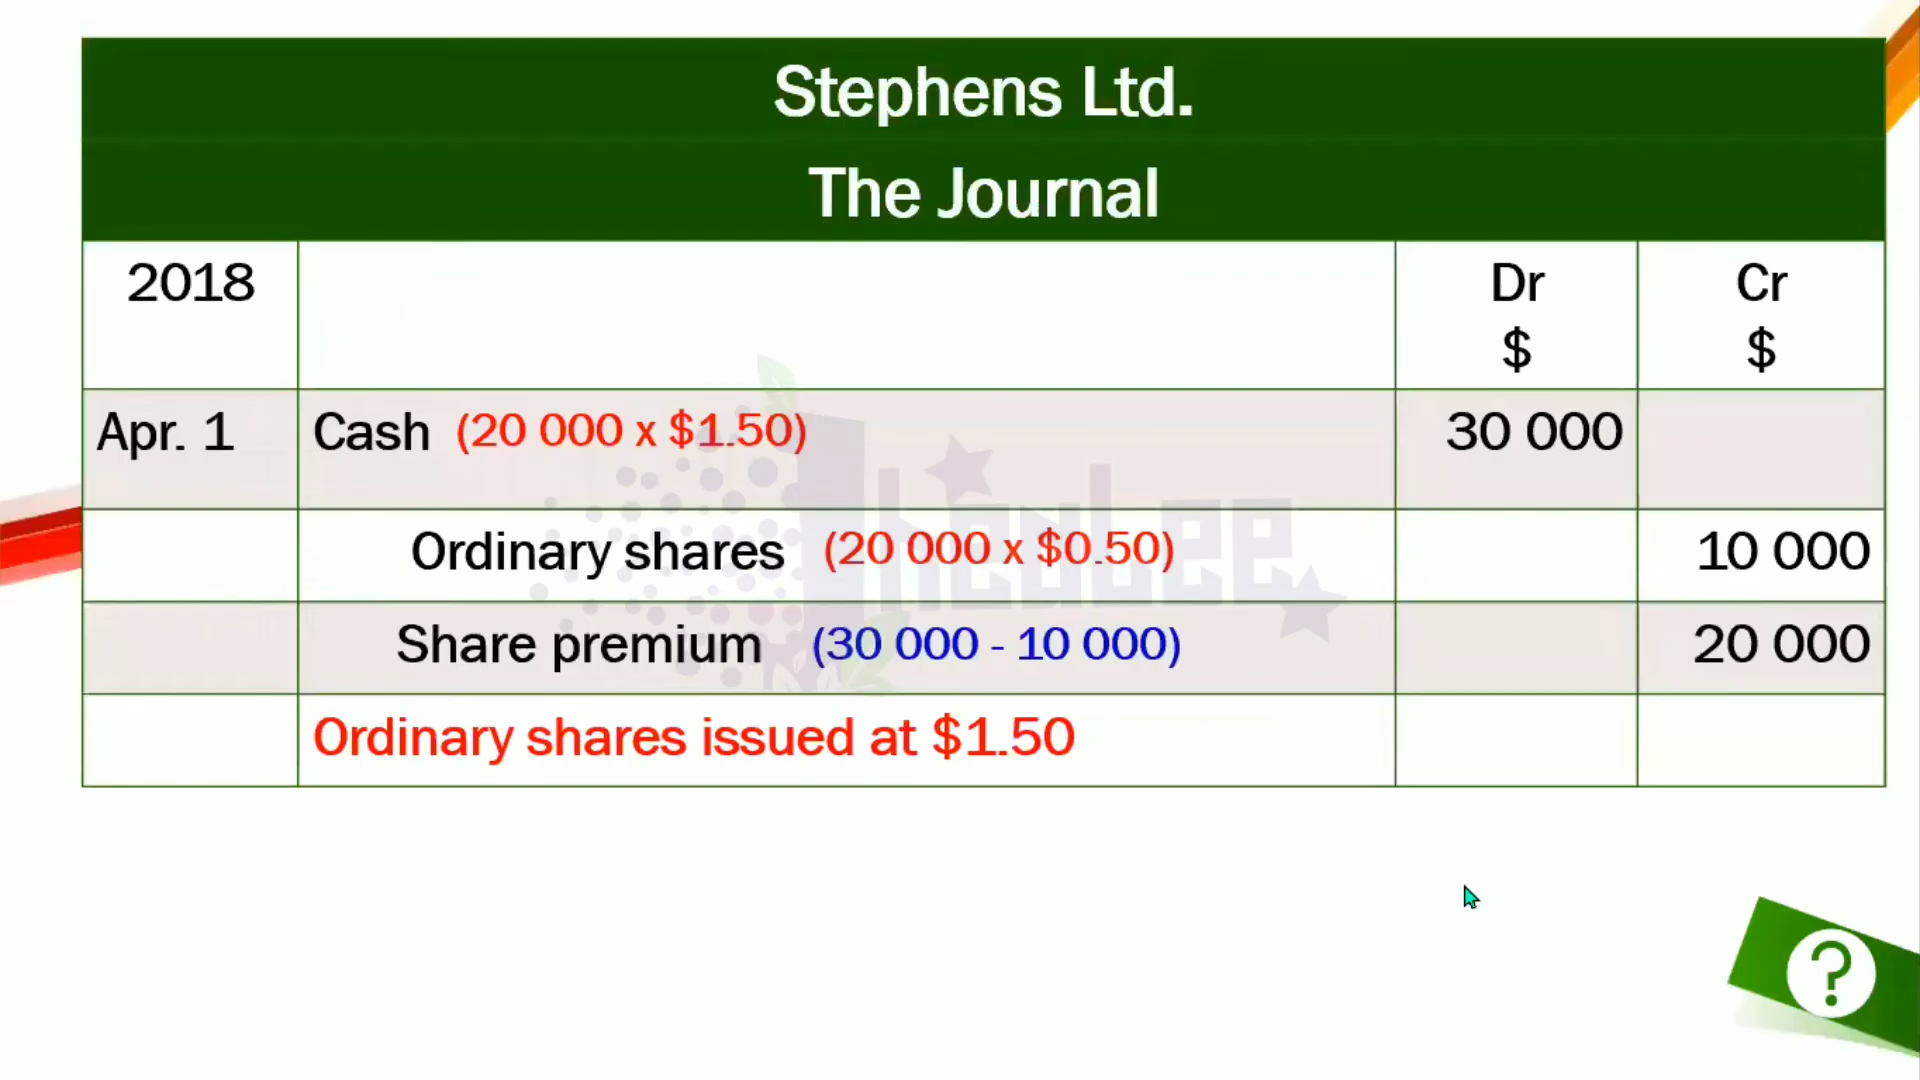 Stephens Ltd.
The Journal
2018 Dr Cr
$ $
Apr. 1 Cash (20 000 x $1.50) 30 000
Ordinary shares (20 000 x $0.50) 10 000
Share premium (30 000 - 10 000) 20 000
Ordinary shares issued at $1.50
?